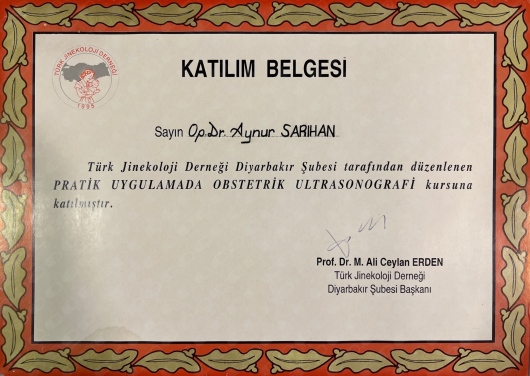 TÜRK JİNEKOLOJİ DERNEĞİ
1995
KATILIM BELGESİ
Sayın Op.Dr. Aynur SARIHAN
Türk Jinekoloji Derneği Diyarbakır Şubesi tarafından düzenlenen
PRATİK UYGULAMADA OBSTETRİK ULTRASONOGRAFİ kursuna
katılmıştır.
Prof. Dr. M. Ali Ceylan ERDEN
Türk Jinekoloji Derneği
Diyarbakır Şubesi Başkanı